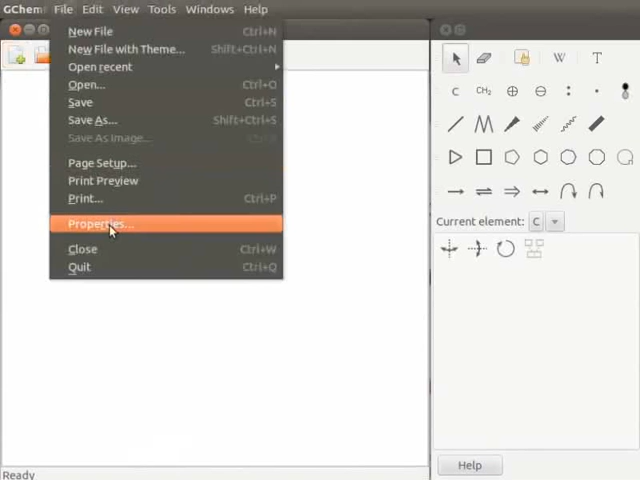 GChem File Edit View Tools Windows Help
New File Ctrl+N
New File with Theme... Shift+Ctrl+N
Open recent
Open... Ctrl+O
Save Ctrl+S
Save As... Shift+Ctrl+S
Save As Image...
Page Setup...
Print Preview
Print... Ctrl+P
Properties...
Close Ctrl+W
Quit Ctrl+Q
W T
C CH2
Current element: C
Help
Ready